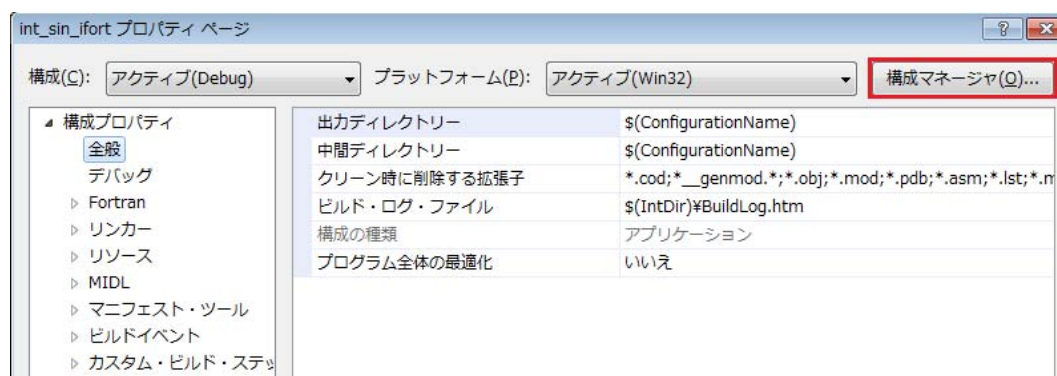 int_sin_ifort プロパティ ページ
構成(C): アクティブ(Debug) プラットフォーム(P): アクティブ(Win32) 構成マネージャ(O)...
構成プロパティ
全般
デバッグ
Fortran
リンカー
リソース
MIDL
マニフェスト・ツール
ビルドイベント
カスタム・ビルド・ステッ
出力ディレクトリー $(ConfigurationName)
中間ディレクトリー $(ConfigurationName)
クリーン時に削除する拡張子 *.cod;*__genmod.*;*.obj;*.mod;*.pdb;*.asm;*.lst;*.m
ビルド・ログ・ファイル $(IntDir)¥BuildLog.htm
構成の種類 アプリケーション
プログラム全体の最適化 いいえ